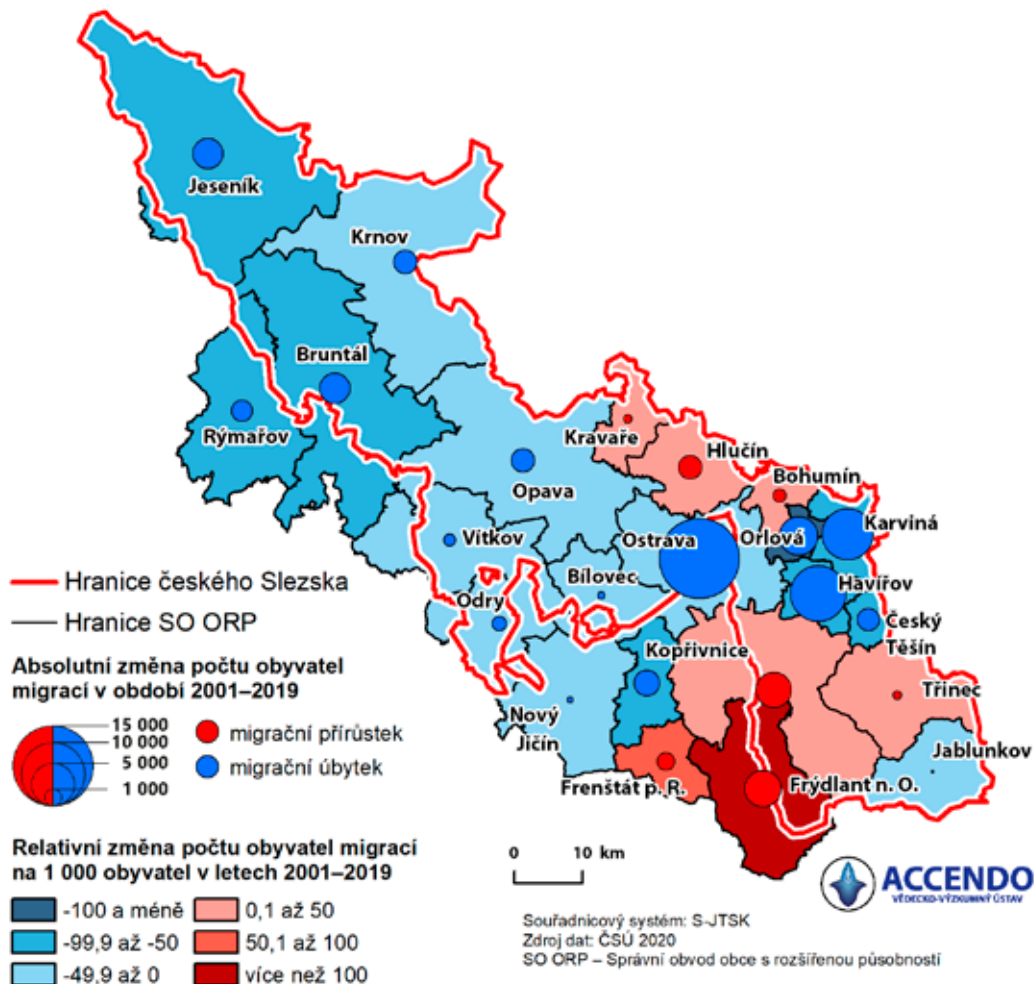 Jeseník
Krnov
Bruntál
Rýmařov
Kravaře
Hlučín
Bohumín
Opava
Karviná
Ostrava
Orlová
Vítkov
Bílovec
Havířov
Odry
Český
Těšín
Kopřivnice
Třinec
Nový
Jičín
Jablunkov
Frenštát p. R.
Frýdlant n. O.
Hranice českého Slezska
Hranice SO ORP
Absolutní změna počtu obyvatel
migrací v období 2001–2019
15 000
10 000
5 000
1 000
migrační přírůstek
migrační úbytek
Relativní změna počtu obyvatel migrací
na 1 000 obyvatel v letech 2001–2019
-100 a méně
-99,9 až -50
-49,9 až 0
0,1 až 50
50,1 až 100
více než 100
0 10 km
ACCENDO
VĚDECKO-VÝZKUMNÝ ÚSTAV
Souřadnicový systém: S-JTSK
Zdroj dat: ČSÚ 2020
SO ORP – Správní obvod obce s rozšířenou působností